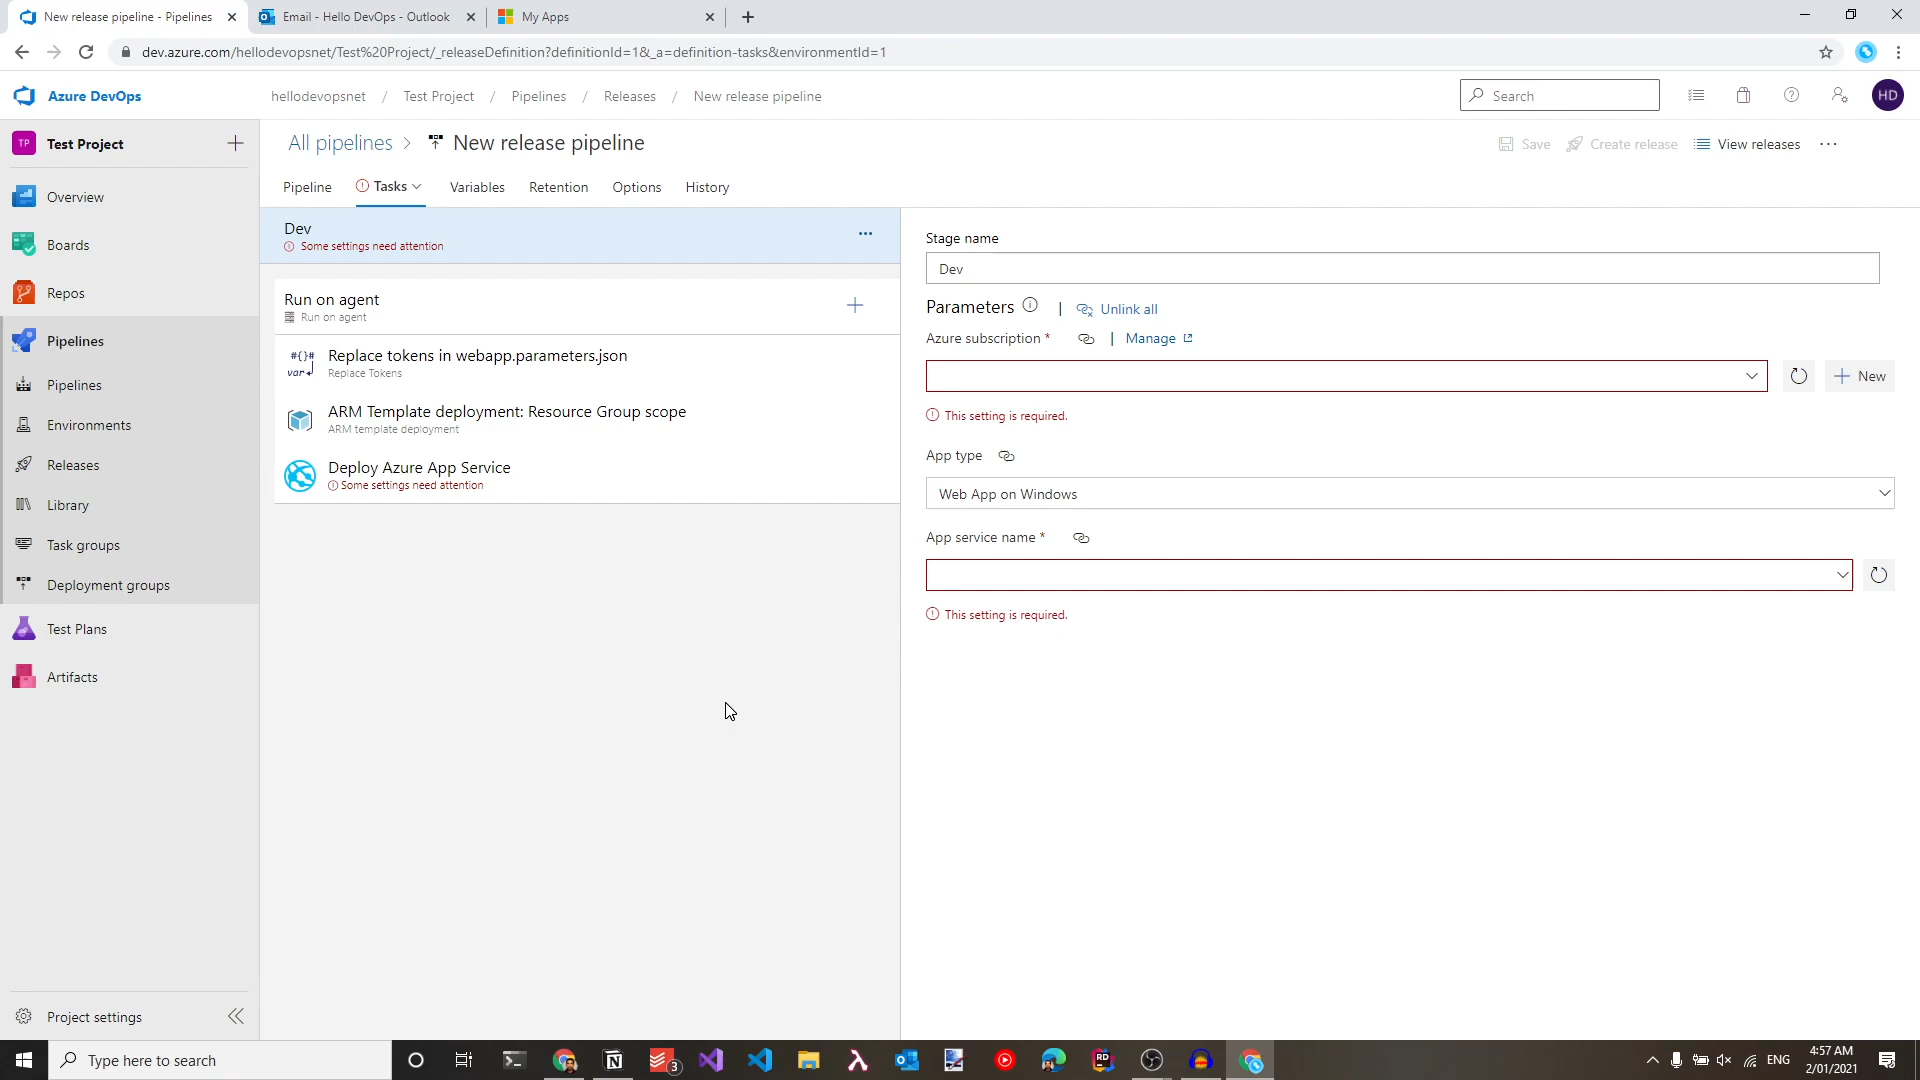 New release pipeline - Pipelines
Email - Hello DevOps - Outlook
My Apps
dev.azure.com/hellodevopsnet/Test%20Project/_releaseDefinition?definitionId=1&_a=definition-tasks&environmentId=1
Azure DevOps
hellodevopsnet / Test Project / Pipelines / Releases / New release pipeline
Search
HD
TP
Test Project
Overview
Boards
Repos
Pipelines
Pipelines
Environments
Releases
Library
Task groups
Deployment groups
Test Plans
Artifacts
Project settings
All pipelines > New release pipeline
Save
Create release
View releases
Pipeline
Tasks
Variables
Retention
Options
History
Dev
Some settings need attention
Run on agent
Run on agent
#{}#
var
Replace tokens in webapp.parameters.json
Replace Tokens
ARM Template deployment: Resource Group scope
ARM template deployment
Deploy Azure App Service
Some settings need attention
Stage name
Dev
Parameters | Unlink all
Azure subscription * | Manage
New
This setting is required.
App type
Web App on Windows
App service name *
This setting is required.
Type here to search
3
RD
ENG
4:57 AM
2/01/2021